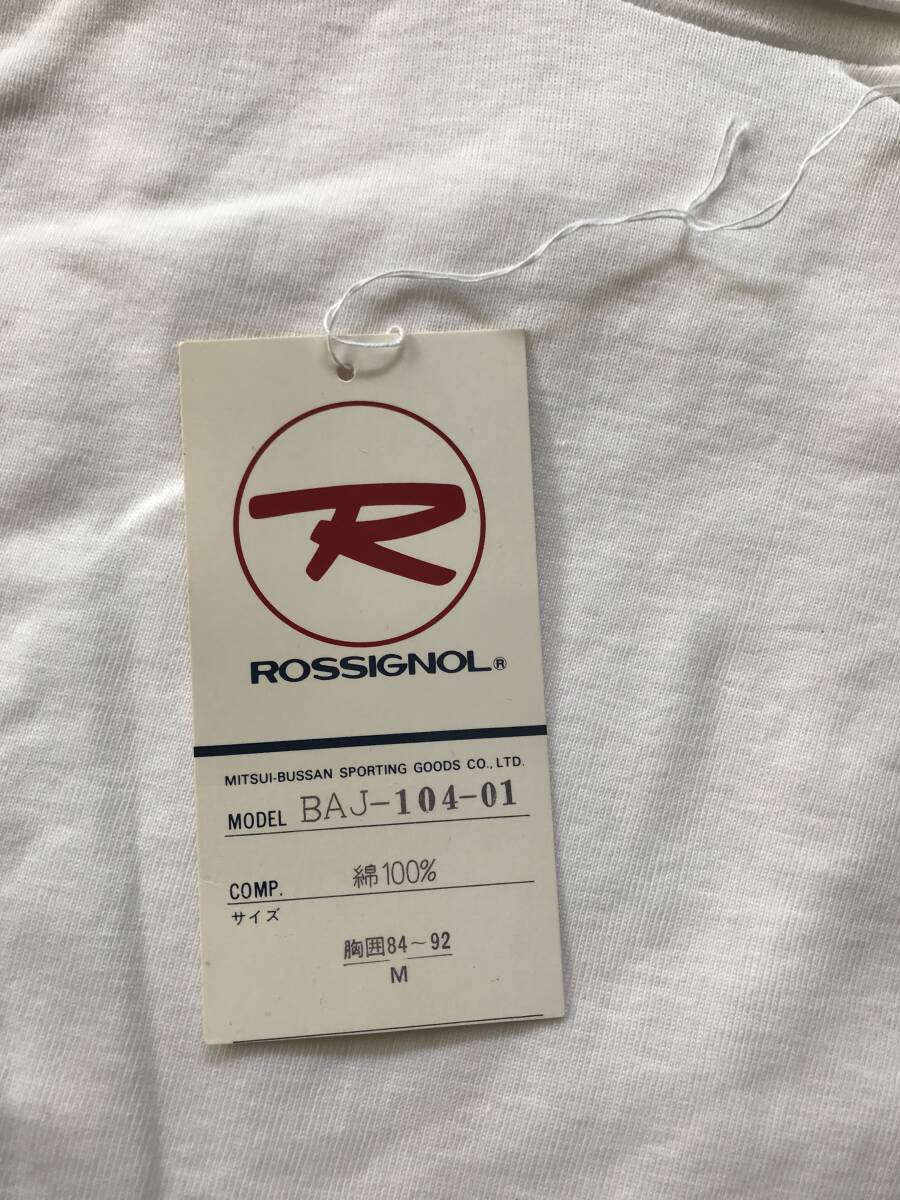 R
ROSSIGNOL®
MITSUI-BUSSAN SPORTING GOODS CO., LTD.
MODEL BAJ-104-01
COMP. 綿100%
サイズ
胸囲84~92
M